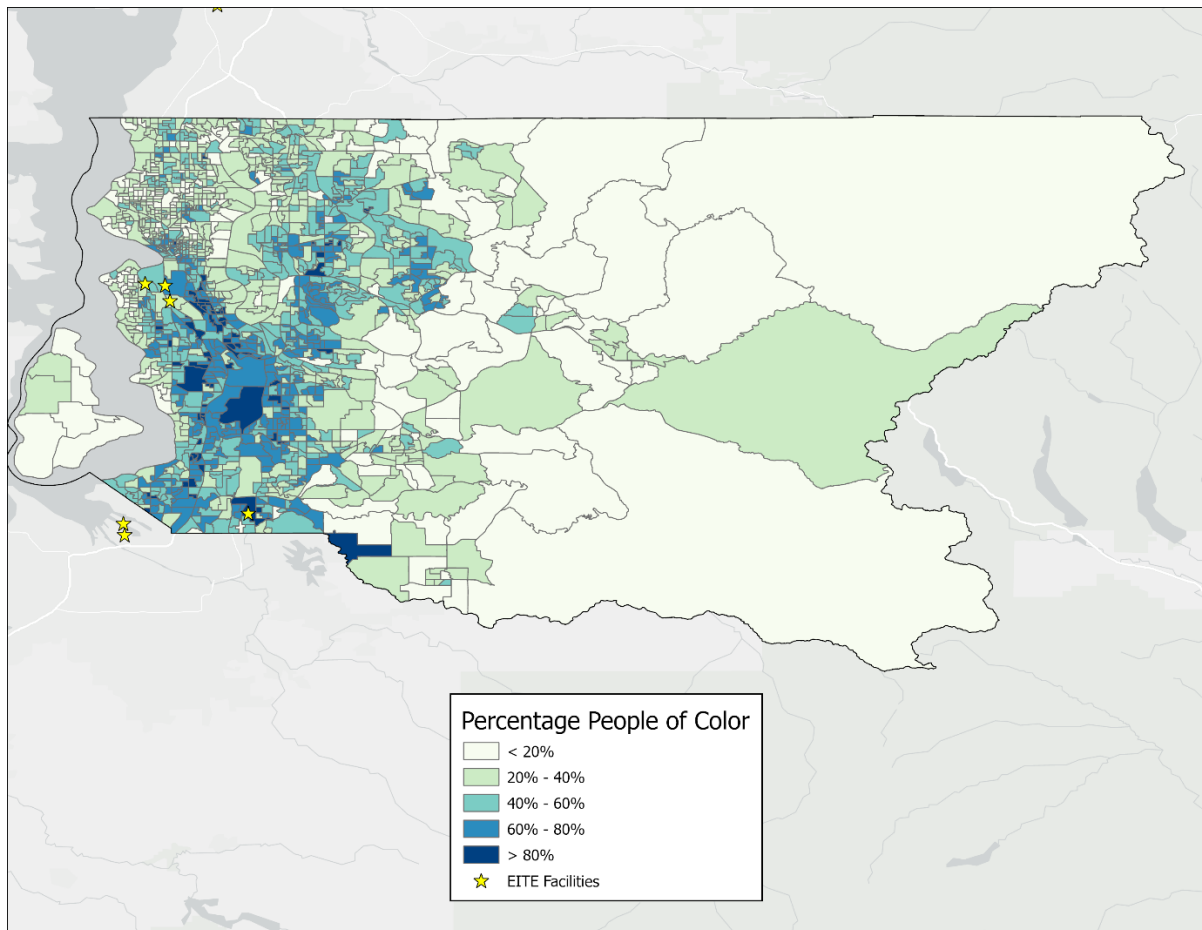 Percentage People of Color
< 20%
20% - 40%
40% - 60%
60% - 80%
> 80%
EITE Facilities